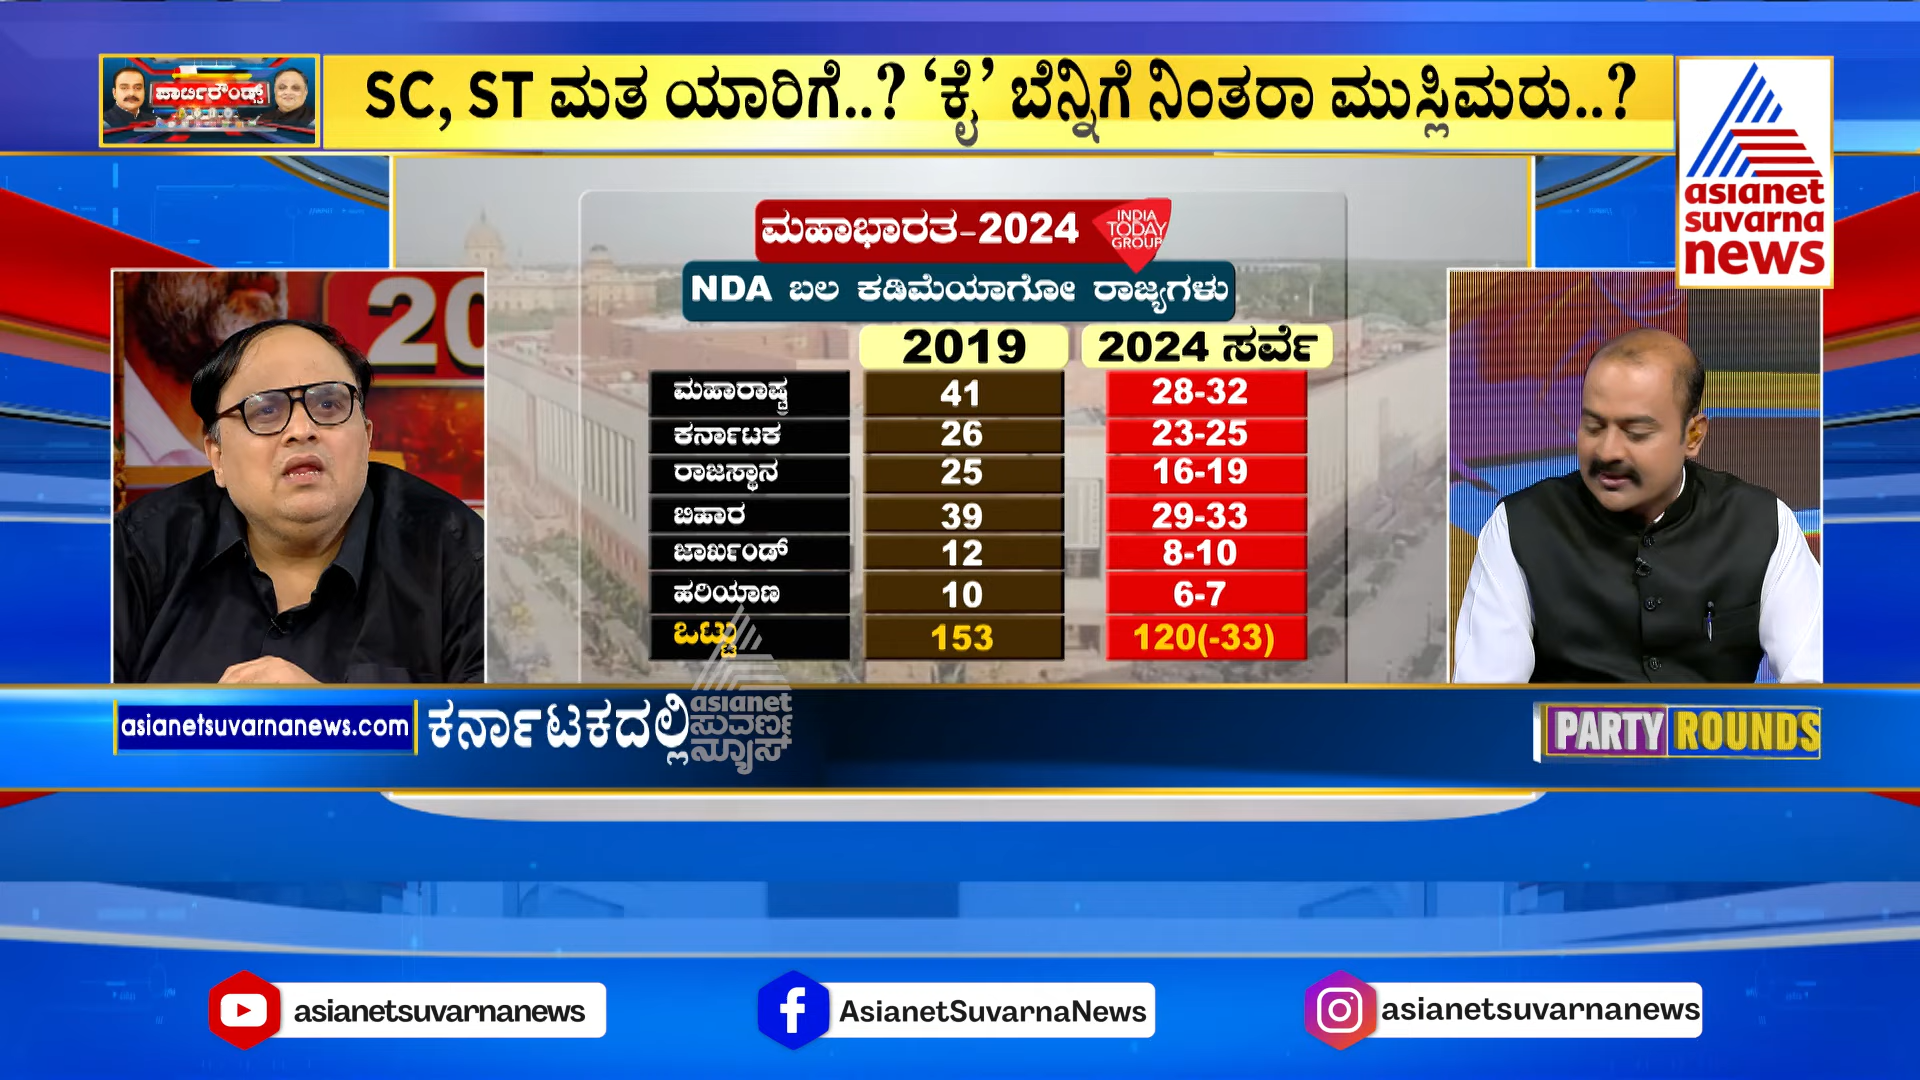 SC, ST ಮತ ಯಾರಿಗೆ..? ‘ಕೈ’ ಬೆನ್ನಿಗೆ ನಿಂತರಾ ಮುಸ್ಲಿಮರು..?
ಪಾರ್ಟಿರೌಂಡ್ಸ್
asianet
suvarna
news
ಮಹಾಭಾರತ-2024
INDIA
TODAY
GROUP
NDA ಬಲ ಕಡಿಮೆಯಾಗೋ ರಾಜ್ಯಗಳು
2019 2024 ಸರ್ವೆ
ಮಹಾರಾಷ್ಟ್ರ 41 28-32
ಕರ್ನಾಟಕ 26 23-25
ರಾಜಸ್ಥಾನ 25 16-19
ಬಿಹಾರ 39 29-33
ಜಾರ್ಖಂಡ್ 12 8-10
ಹರಿಯಾಣ 10 6-7
ಒಟ್ಟು 153 120(-33)
20
asianetsuvarnanews.com ಕರ್ನಾಟಕದಲ್ಲಿ
asianet
ಸುವರ್ಣ
ನ್ಯೂಸ್
PARTY ROUNDS
asianetsuvarnanews AsianetSuvarnaNews asianetsuvarnanews